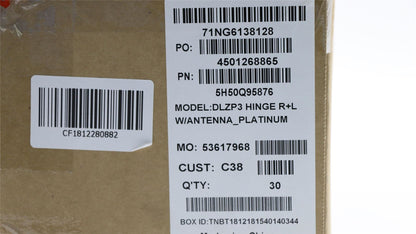 71NG6138128
PO:
4501268865
PN:
5H50Q95876
MODEL:DLZP3 HINGE R+L
W/ANTENNA_PLATINUM
MO: 53617968
CUST: C38
Q'TY: 30
BOX ID:TNBT1812181540140344
CF1812280882